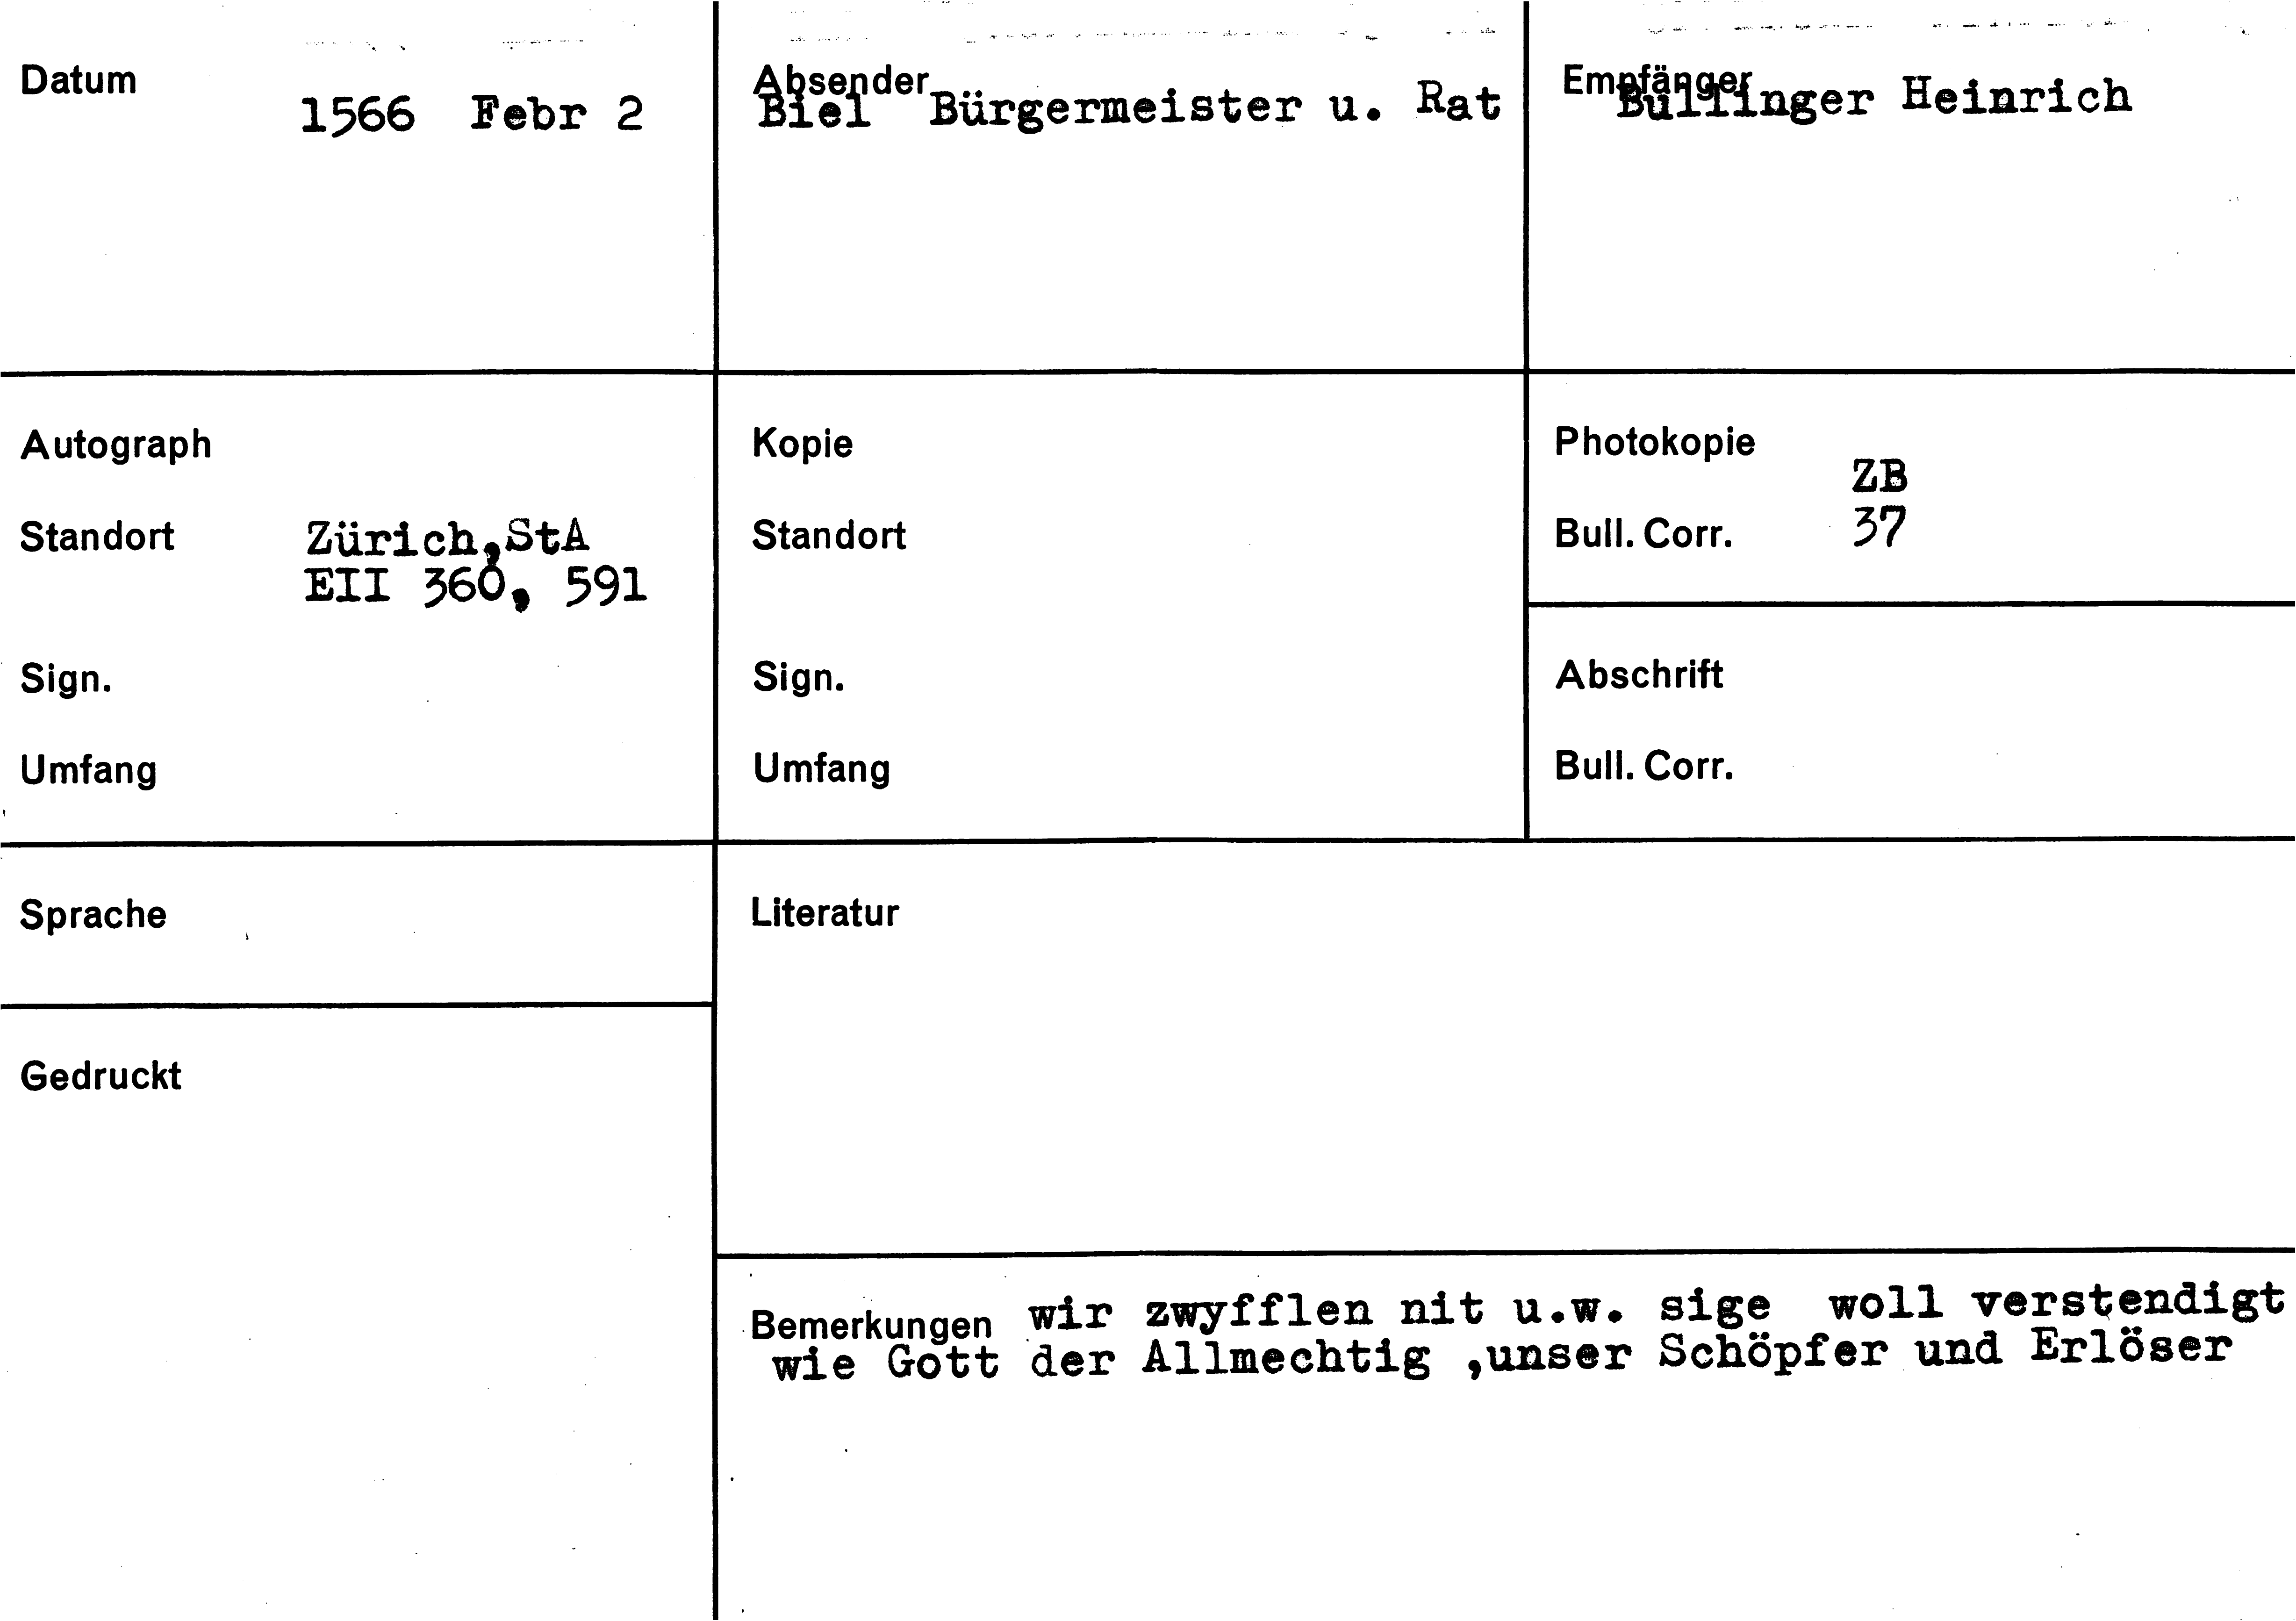 Datum
1566 Febr 2
Absender
Biel Bürgermeister u. Rat
Empfänger
Bullinger Heinrich
Autograph
Standort Zürich,StA
EII 360, 591
Sign.
Umfang
Kopie
Standort
Sign.
Umfang
Photokopie
ZB
Bull. Corr. 37
Abschrift
Bull. Corr.
Sprache
Literatur
Gedruckt
Bemerkungen wir zwyfflen nit u.w. sige woll verstendigt
wie Gott der Allmechtig ,unser Schöpfer und Erlöser